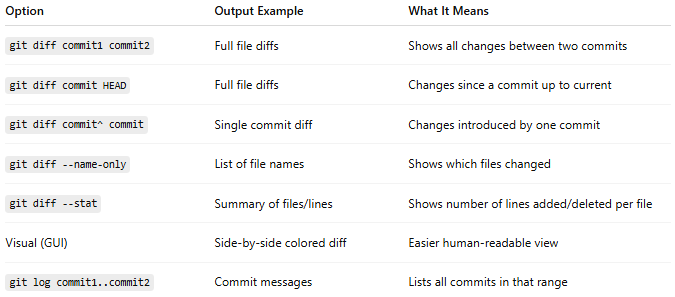 Option Output Example What It Means
git diff commit1 commit2 Full file diffs Shows all changes between two commits
git diff commit HEAD Full file diffs Changes since a commit up to current
git diff commit^ commit Single commit diff Changes introduced by one commit
git diff --name-only List of file names Shows which files changed
git diff --stat Summary of files/lines Shows number of lines added/deleted per file
Visual (GUI) Side-by-side colored diff Easier human-readable view
git log commit1..commit2 Commit messages Lists all commits in that range